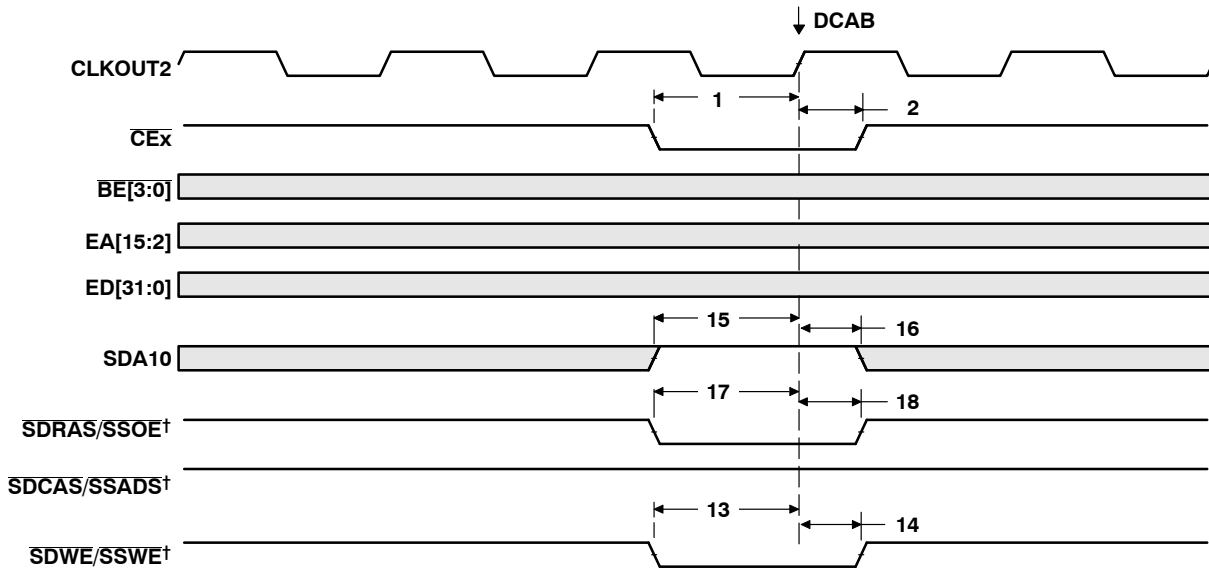 DCAB
CLKOUT2
1
2
CEx
BE[3:0]
EA[15:2]
ED[31:0]
15
16
SDA10
17
18
SDRAS/SSOE†
SDCAS/SSADS†
13
14
SDWE/SSWE†